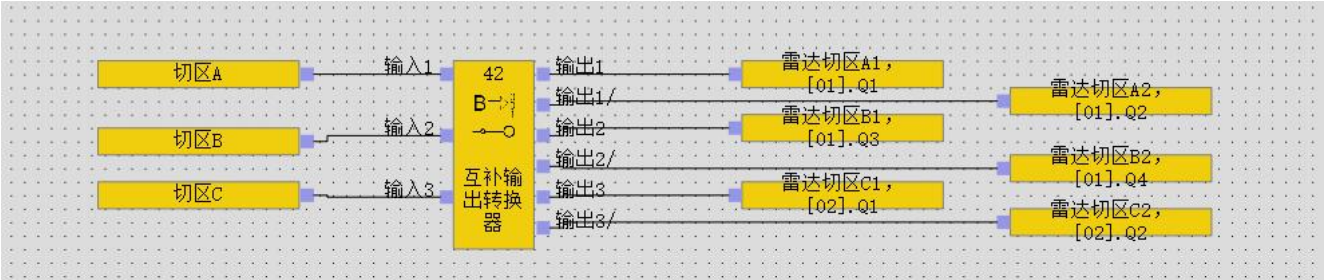 切区A
切区B
切区C
输入1
输入2
输入3
42
B
互补输
出转换
器
输出1
输出1/
输出2
输出2/
输出3
输出3/
雷达切区A1,
[01].Q1
雷达切区A2,
[01].Q2
雷达切区B1,
[01].Q3
雷达切区B2,
[01].Q4
雷达切区C1,
[02].Q1
雷达切区C2,
[02].Q2